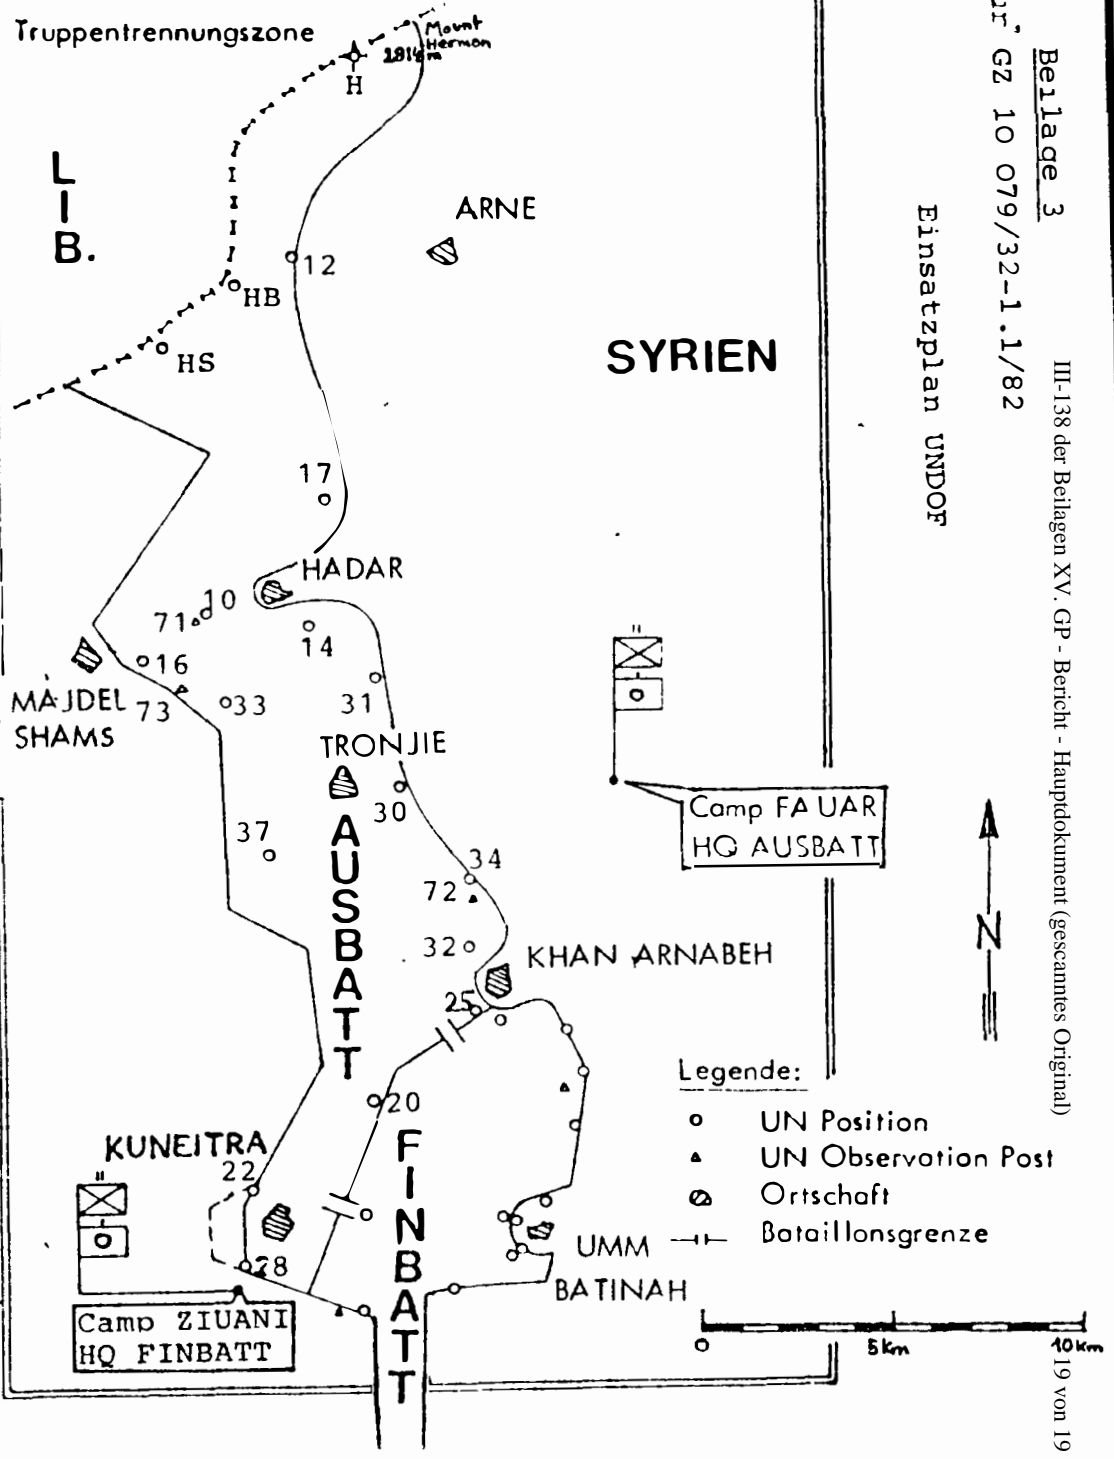 Truppentrennungszone
Mount
Hermon
2814 m
H
L
I
B.
ARNE
12
HB
HS
SYRIEN
17
HADAR
10
71
14
16
MAJDEL
SHAMS
73
33
31
TRONJIE
30
37
AUSBATT
34
72
32
KHAN ARNABEH
25
Camp FAUAR
HQ AUSBATT
N
20
KUNEITRA
22
28
FINBATT
UMM
BATINAH
Camp ZIUANI
HQ FINBATT
Legende:
UN Position
UN Observation Post
Ortschaft
Bataillonsgrenze
0 5km 10km
Beilage 3
GZ 10 079/32-1.1/82
Einsatzplan UNDOF
III-138 der Beilagen XV. GP - Bericht - Hauptdokument (gescanntes Original)
19 von 19